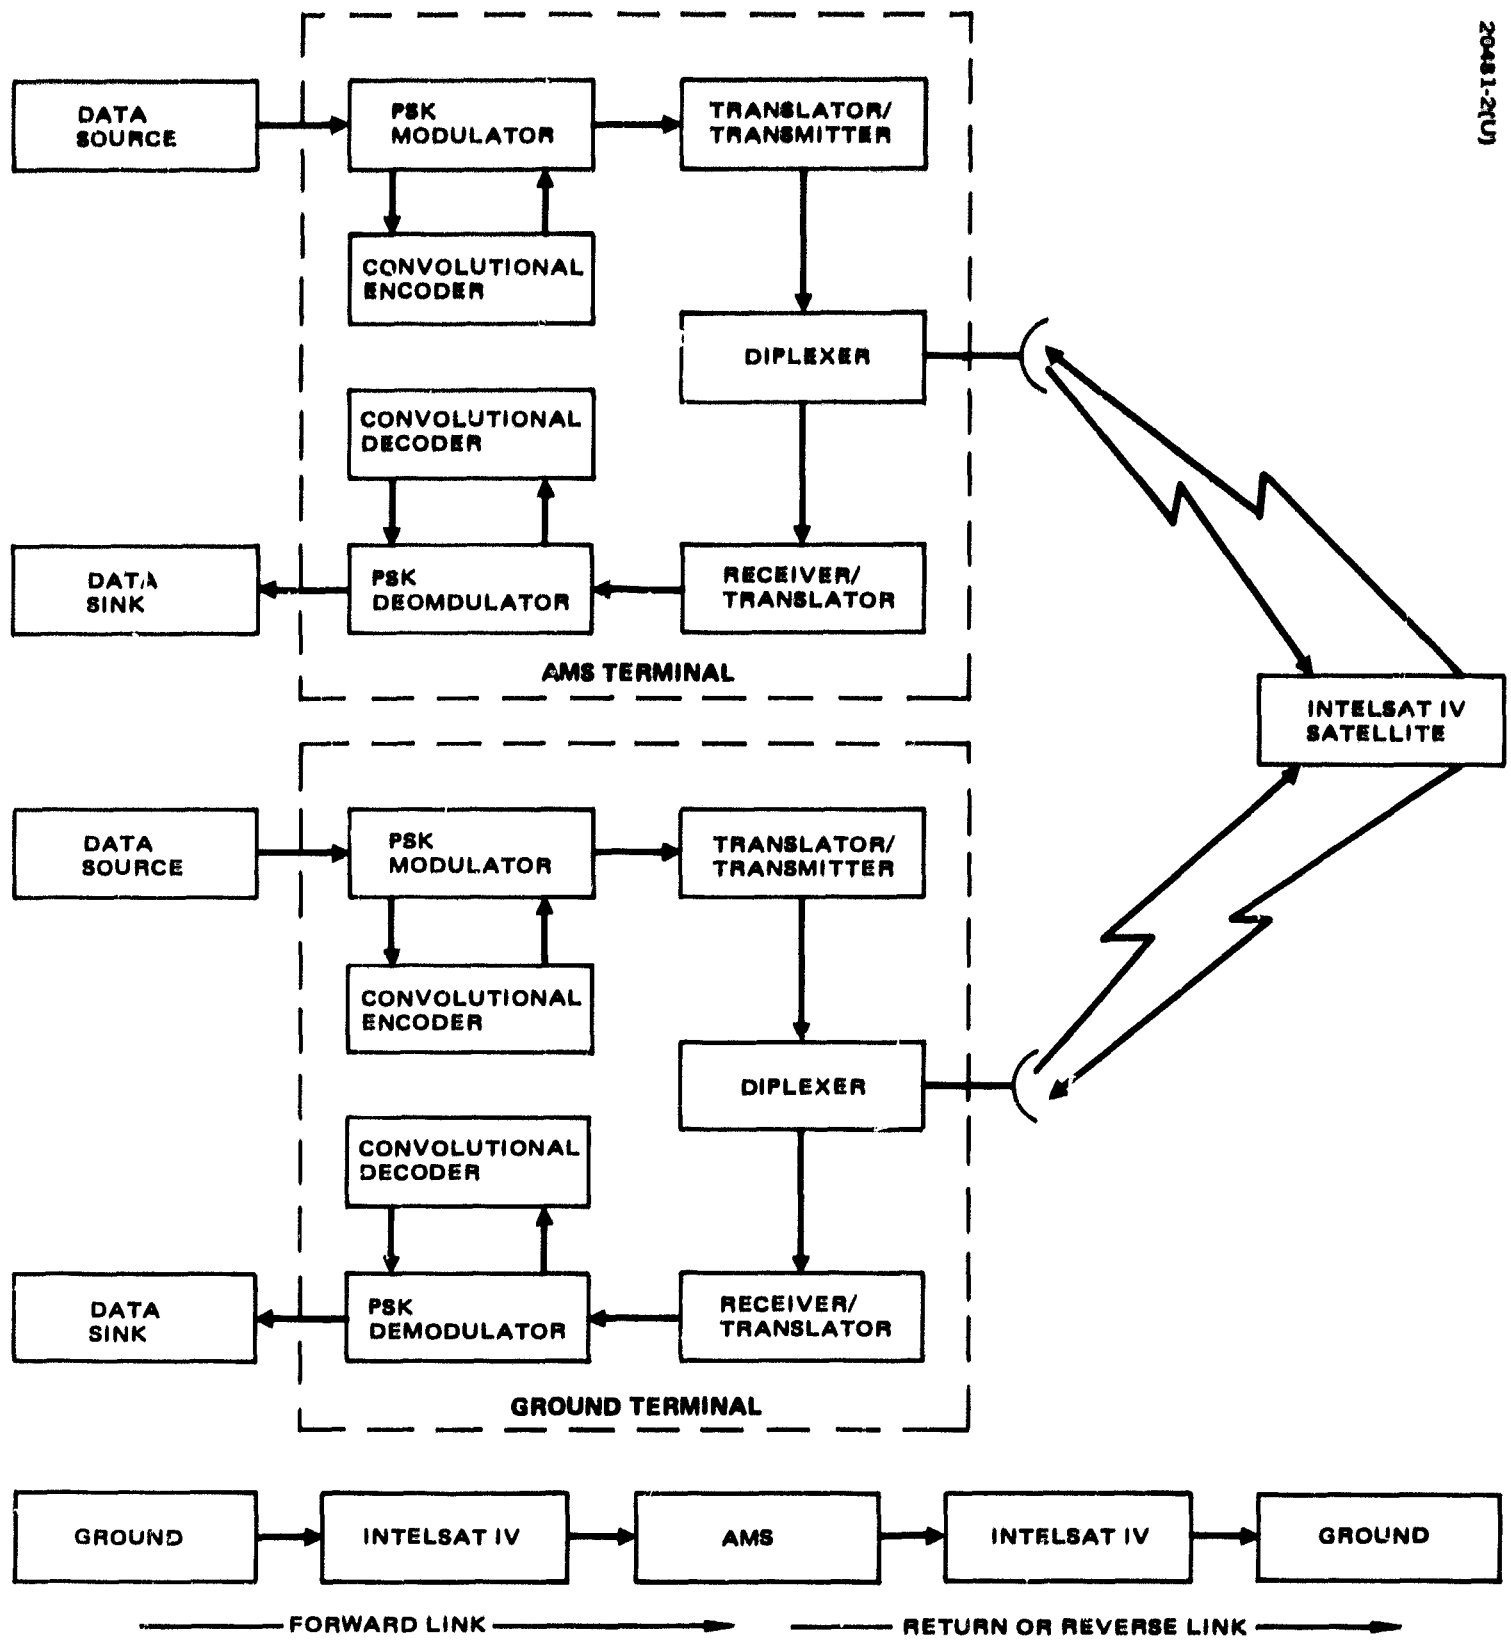 20481-2(U)
DATA
SOURCE
PSK
MODULATOR
TRANSLATOR/
TRANSMITTER
CONVOLUTIONAL
ENCODER
DIPLEXER
CONVOLUTIONAL
DECODER
DATA
SINK
PSK
DEOMDULATOR
RECEIVER/
TRANSLATOR
AMS TERMINAL
INTELSAT IV
SATELLITE
DATA
SOURCE
PSK
MODULATOR
TRANSLATOR/
TRANSMITTER
CONVOLUTIONAL
ENCODER
DIPLEXER
CONVOLUTIONAL
DECODER
DATA
SINK
PSK
DEMODULATOR
RECEIVER/
TRANSLATOR
GROUND TERMINAL
GROUND
INTELSAT IV
AMS
INTELSAT IV
GROUND
FORWARD LINK
RETURN OR REVERSE LINK